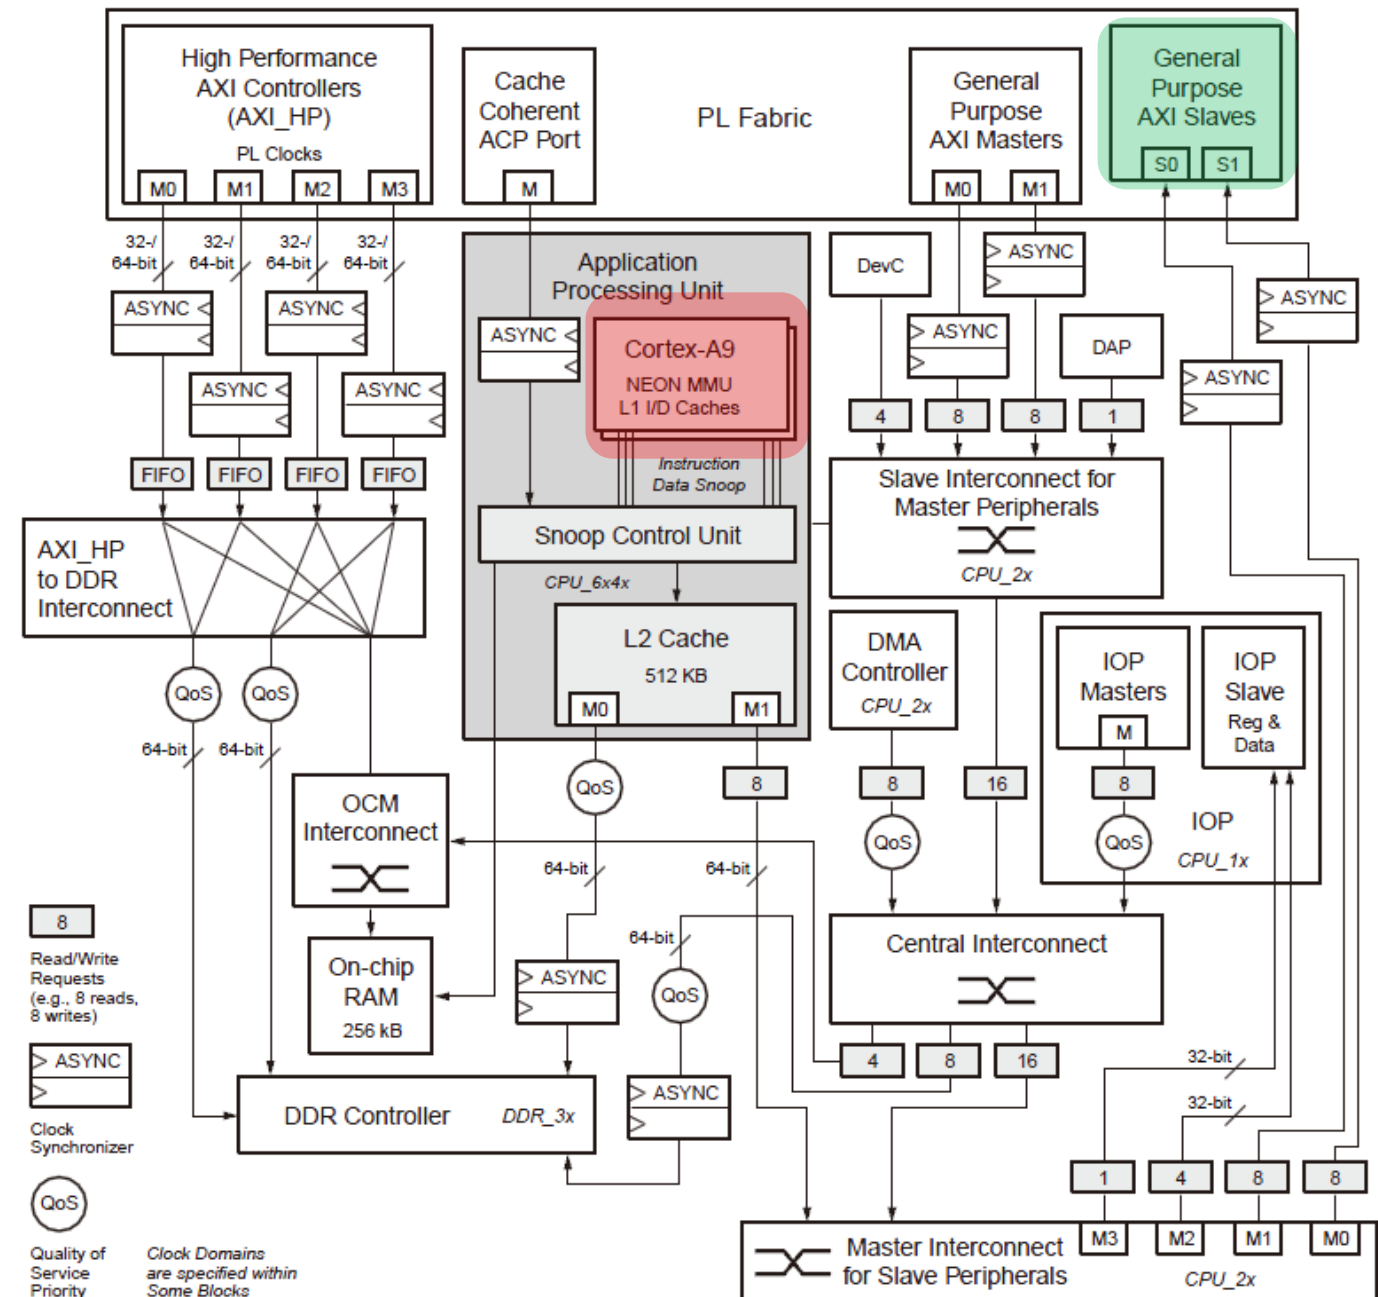 High Performance
AXI Controllers
(AXI_HP)
PL Clocks
M0
M1
M2
M3
Cache
Coherent
ACP Port
M
PL Fabric
General
Purpose
AXI Masters
M0
M1
General
Purpose
AXI Slaves
S0
S1
32-/
64-bit
32-/
64-bit
32-/
64-bit
32-/
64-bit
ASYNC
ASYNC
ASYNC
ASYNC
FIFO
FIFO
FIFO
FIFO
AXI_HP
to DDR
Interconnect
QoS
QoS
64-bit
64-bit
Application
Processing Unit
ASYNC
Cortex-A9
NEON MMU
L1 I/D Caches
Instruction
Data Snoop
Snoop Control Unit
CPU_6x4x
L2 Cache
512 KB
M0
M1
DevC
ASYNC
ASYNC
DAP
ASYNC
ASYNC
4
8
8
1
Slave Interconnect for
Master Peripherals
CPU_2x
DMA
Controller
CPU_2x
IOP
Masters
M
IOP
Slave
Reg &
Data
QoS
8
8
16
8
QoS
QoS
IOP
CPU_1x
OCM
Interconnect
64-bit
64-bit
64-bit
On-chip
RAM
256 kB
ASYNC
QoS
Central Interconnect
4
8
16
DDR Controller
DDR_3x
ASYNC
32-bit
32-bit
1
4
8
8
Master Interconnect
for Slave Peripherals
M3
M2
M1
M0
CPU_2x
8
Read/Write
Requests
(e.g., 8 reads,
8 writes)
ASYNC
Clock
Synchronizer
QoS
Quality of
Service
Priority
Clock Domains
are specified within
Some Blocks